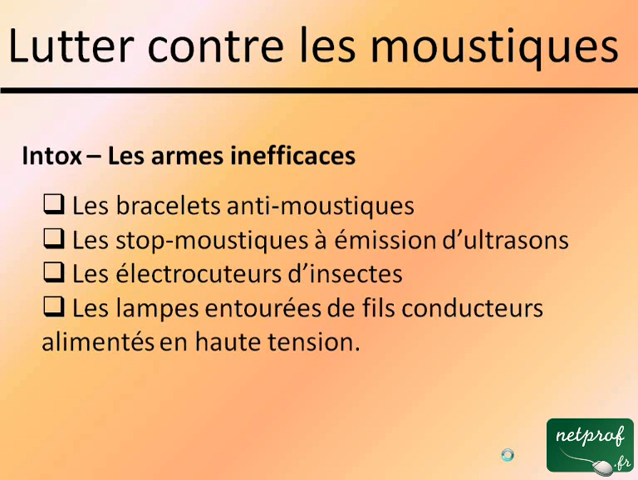 Lutter contre les moustiques
Intox – Les armes inefficaces
❑ Les bracelets anti-moustiques
❑ Les stop-moustiques à émission d’ultrasons
❑ Les électrocuteurs d’insectes
❑ Les lampes entourées de fils conducteurs
alimentés en haute tension.
netprof
.fr